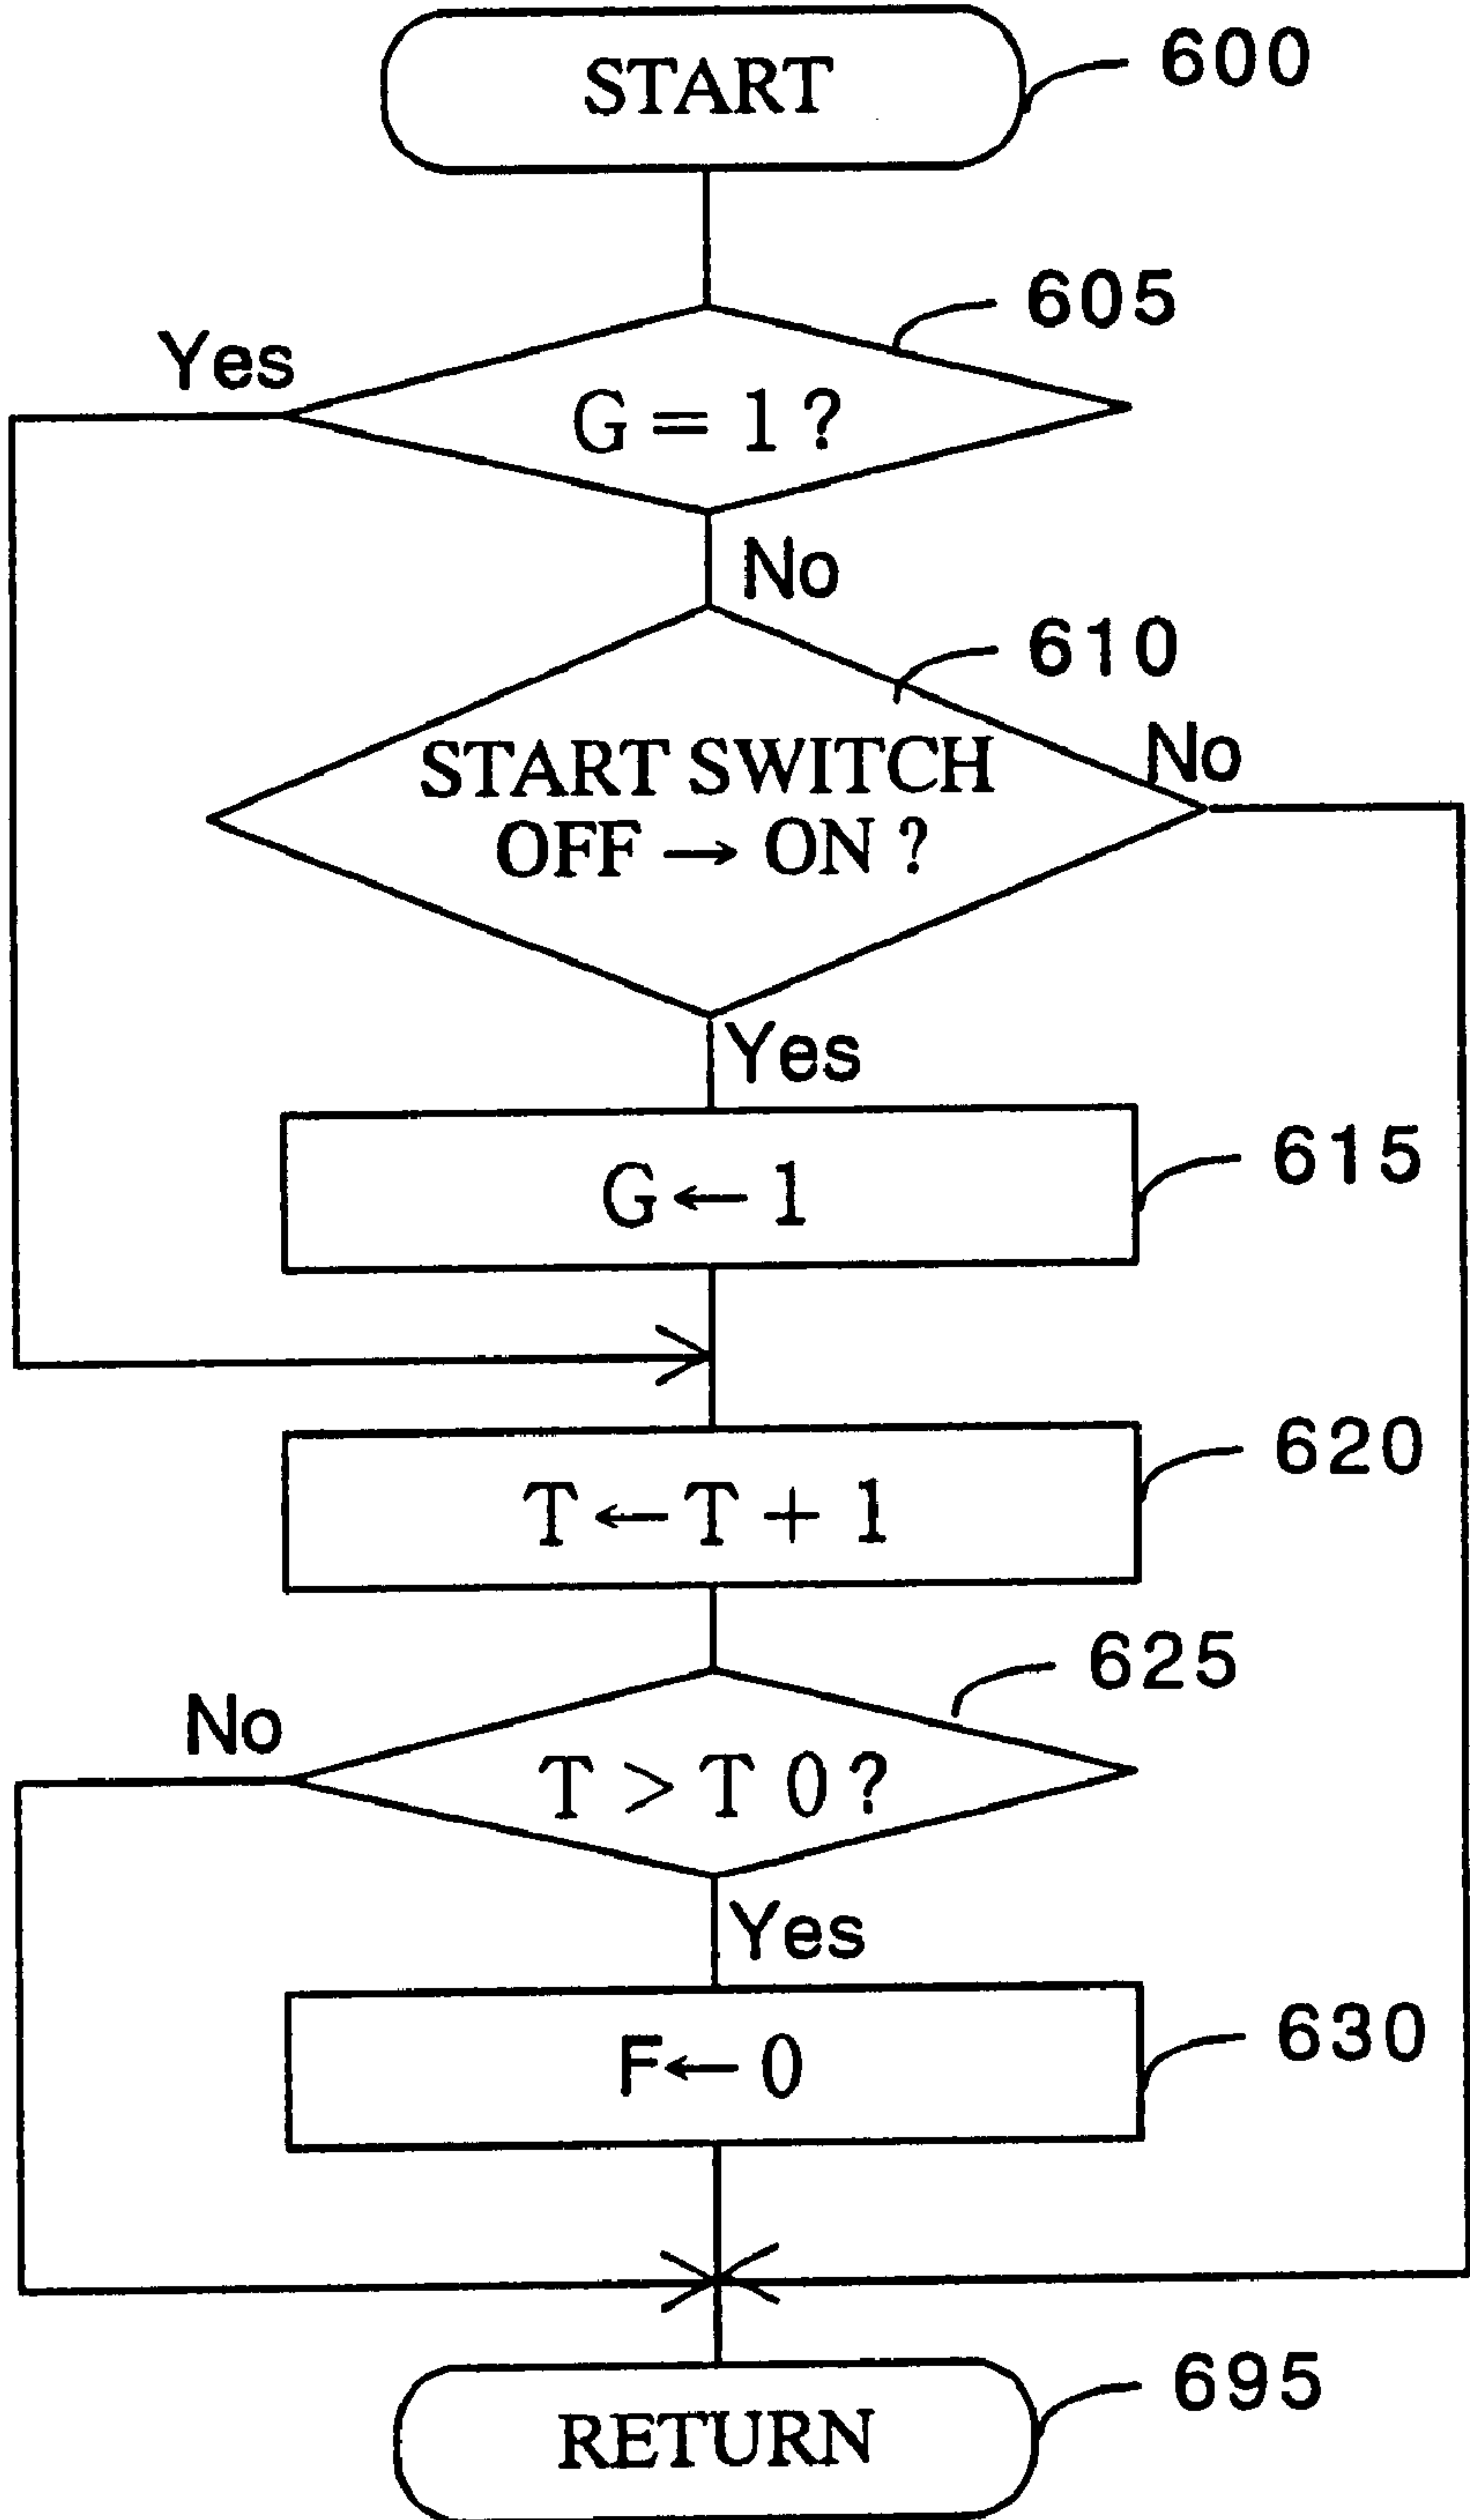 START
600
605
Yes
G = 1 ?
No
610
START SWITCH
No
OFF → ON ?
Yes
615
G ← 1
620
T ← T + 1
625
No
T > T 0 ?
Yes
630
F ← 0
695
RETURN